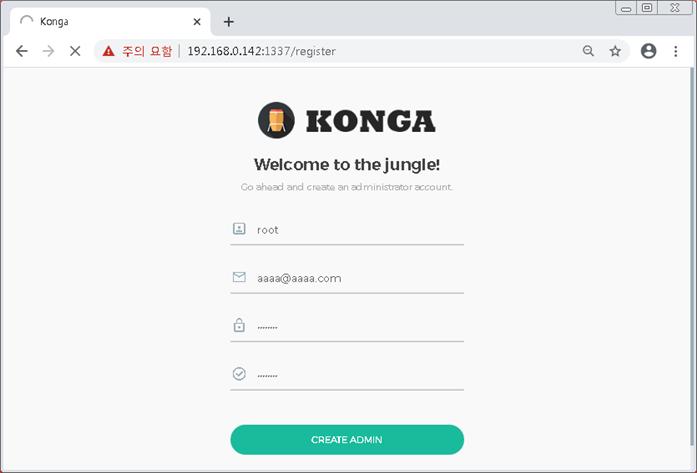 Konga
주의 요함 192.168.0.142:1337/register
KONGA
Welcome to the jungle!
Go ahead and create an administrator account.
root
aaaa@aaaa.com
••••••••
••••••••
CREATE ADMIN